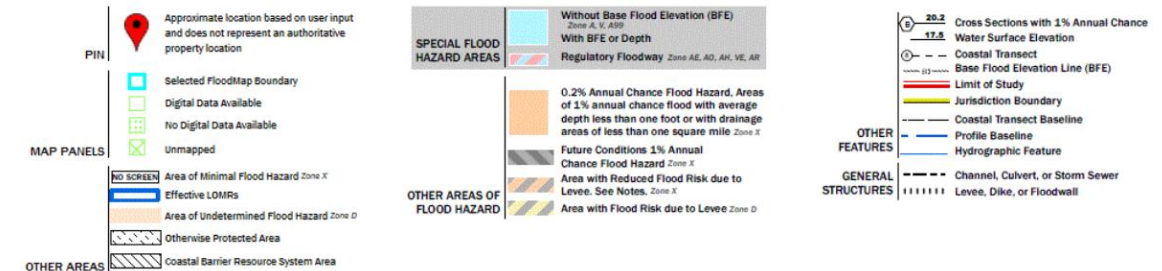 PIN
Approximate location based on user input
and does not represent an authoritative
property location
MAP PANELS
Selected FloodMap Boundary
Digital Data Available
No Digital Data Available
Unmapped
OTHER AREAS
NO SCREEN Area of Minimal Flood Hazard Zone X
Effective LOMRs
Area of Undetermined Flood Hazard Zone D
Otherwise Protected Area
Coastal Barrier Resource System Area
SPECIAL FLOOD
HAZARD AREAS
Without Base Flood Elevation (BFE)
Zone A, V, A99
With BFE or Depth
Regulatory Floodway Zone AE, AO, AH, VE, AR
OTHER AREAS OF
FLOOD HAZARD
0.2% Annual Chance Flood Hazard, Areas
of 1% annual chance flood with average
depth less than one foot or with drainage
areas of less than one square mile Zone X
Future Conditions 1% Annual
Chance Flood Hazard Zone X
Area with Reduced Flood Risk due to
Levee. See Notes. Zone X
Area with Flood Risk due to Levee Zone D
OTHER
FEATURES
B 20.2 Cross Sections with 1% Annual Chance
17.5 Water Surface Elevation
8 Coastal Transect
513 Base Flood Elevation Line (BFE)
Limit of Study
Jurisdiction Boundary
Coastal Transect Baseline
Profile Baseline
Hydrographic Feature
GENERAL
STRUCTURES
Channel, Culvert, or Storm Sewer
Levee, Dike, or Floodwall